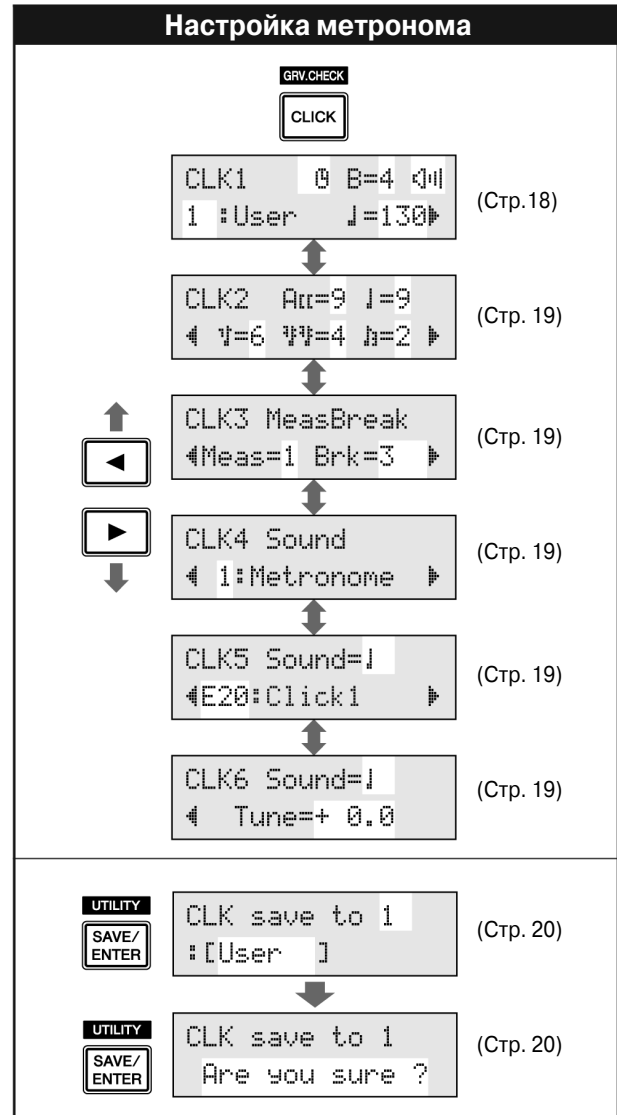 Настройка метронома
GRV.CHECK
CLICK
CLK1 B=4
1 :User ♩=130
(Стр.18)
CLK2 Acc=9 ♩=9
=6 =4 =2
(Стр. 19)
CLK3 MeasBreak
Meas=1 Brk=3
(Стр. 19)
CLK4 Sound
1:Metronome
(Стр. 19)
CLK5 Sound=♩
E20:Click1
(Стр. 19)
CLK6 Sound=♩
Tune=+ 0.0
(Стр. 19)
UTILITY
SAVE/
ENTER
CLK save to 1
:[User ]
(Стр. 20)
UTILITY
SAVE/
ENTER
CLK save to 1
Are you sure ?
(Стр. 20)